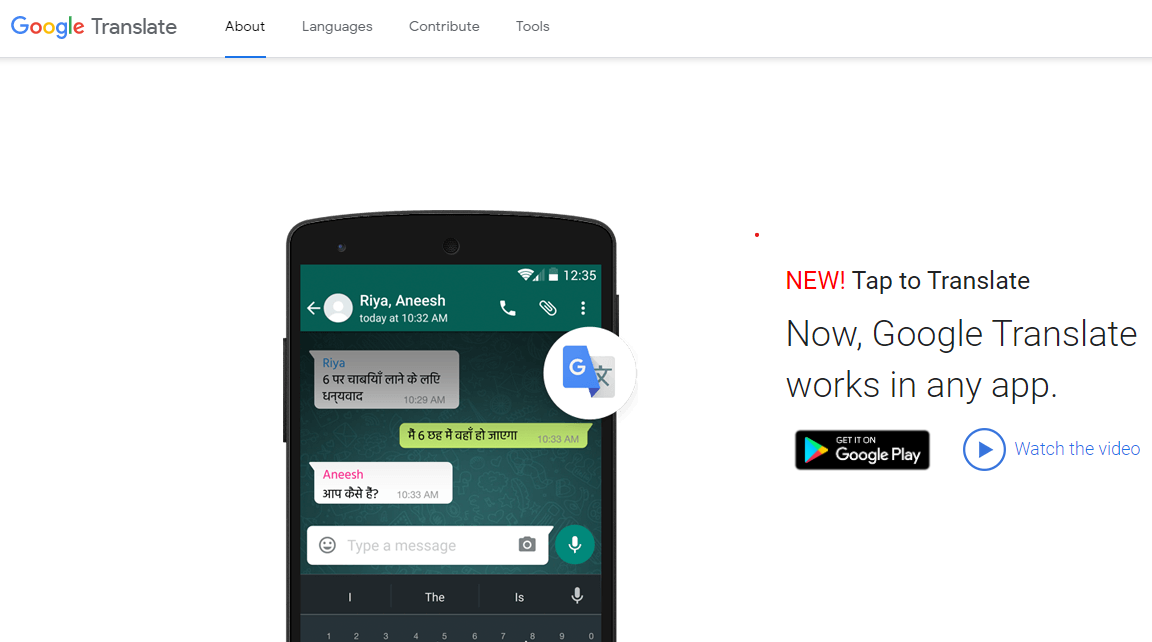 Google Translate
About
Languages
Contribute
Tools
12:35
Riya, Aneesh
today at 10:32 AM
Riya
6 पर चाबियाँ लाने के लिए
धन्यवाद
10:29 AM
मै 6 छह में वहाँ हो जाएगा
10:33 AM
Aneesh
आप कैसे हैं?
10:33 AM
Type a message
I
The
Is
1 2 3 4 5 6 7 8 9 0
G
文
NEW! Tap to Translate
Now, Google Translate
works in any app.
GET IT ON
Google Play
Watch the video